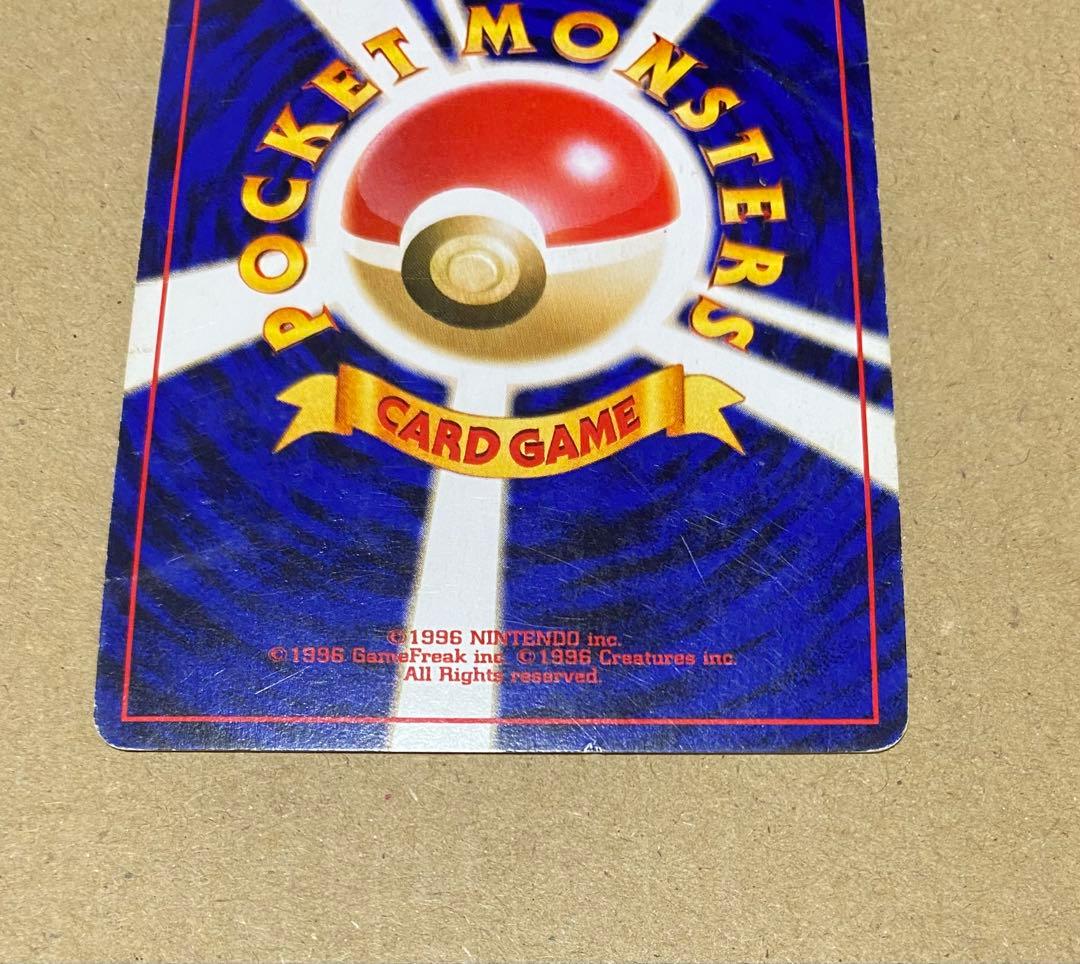 POCKET MONSTERS
CARD GAME
©1996 NINTENDO inc.
©1996 GameFreak inc. ©1996 Creatures inc.
All Rights reserved.